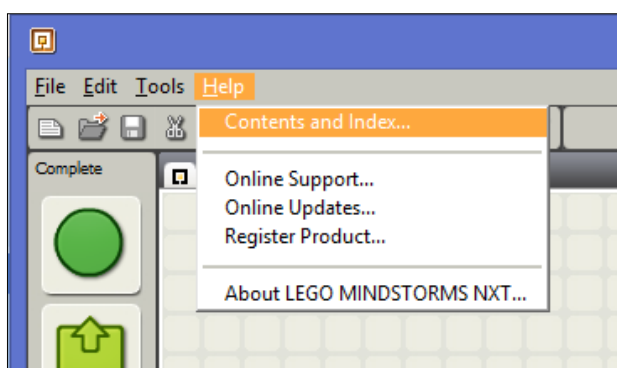 File Edit Tools Help
Contents and Index...
Complete
Online Support...
Online Updates...
Register Product...
About LEGO MINDSTORMS NXT...